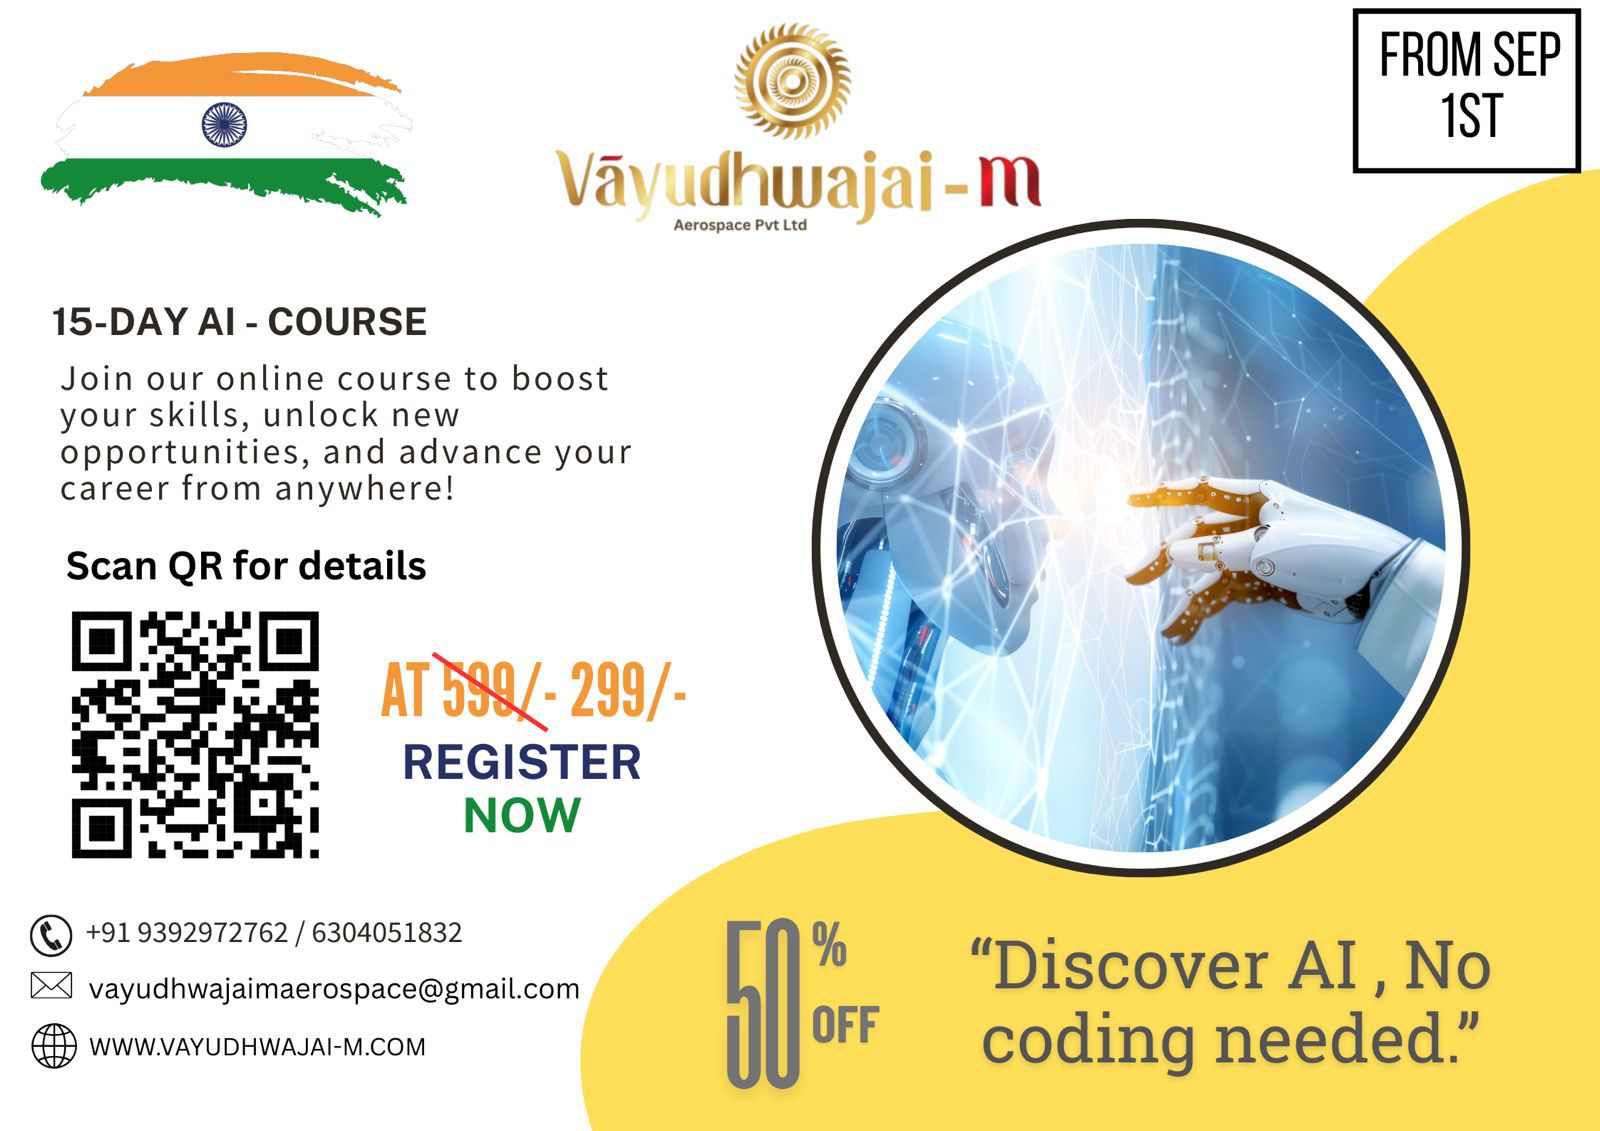 FROM SEP
1ST
Vāyudhwajai-m
Aerospace Pvt Ltd
15-DAY AI - COURSE
Join our online course to boost
your skills, unlock new
opportunities, and advance your
career from anywhere!
Scan QR for details
AT 599/- 299/-
REGISTER
NOW
+91 9392972762 / 6304051832
vayudhwajaimaerospace@gmail.com
WWW.VAYUDHWAJAI-M.COM
50%
OFF
“Discover AI , No
coding needed.”